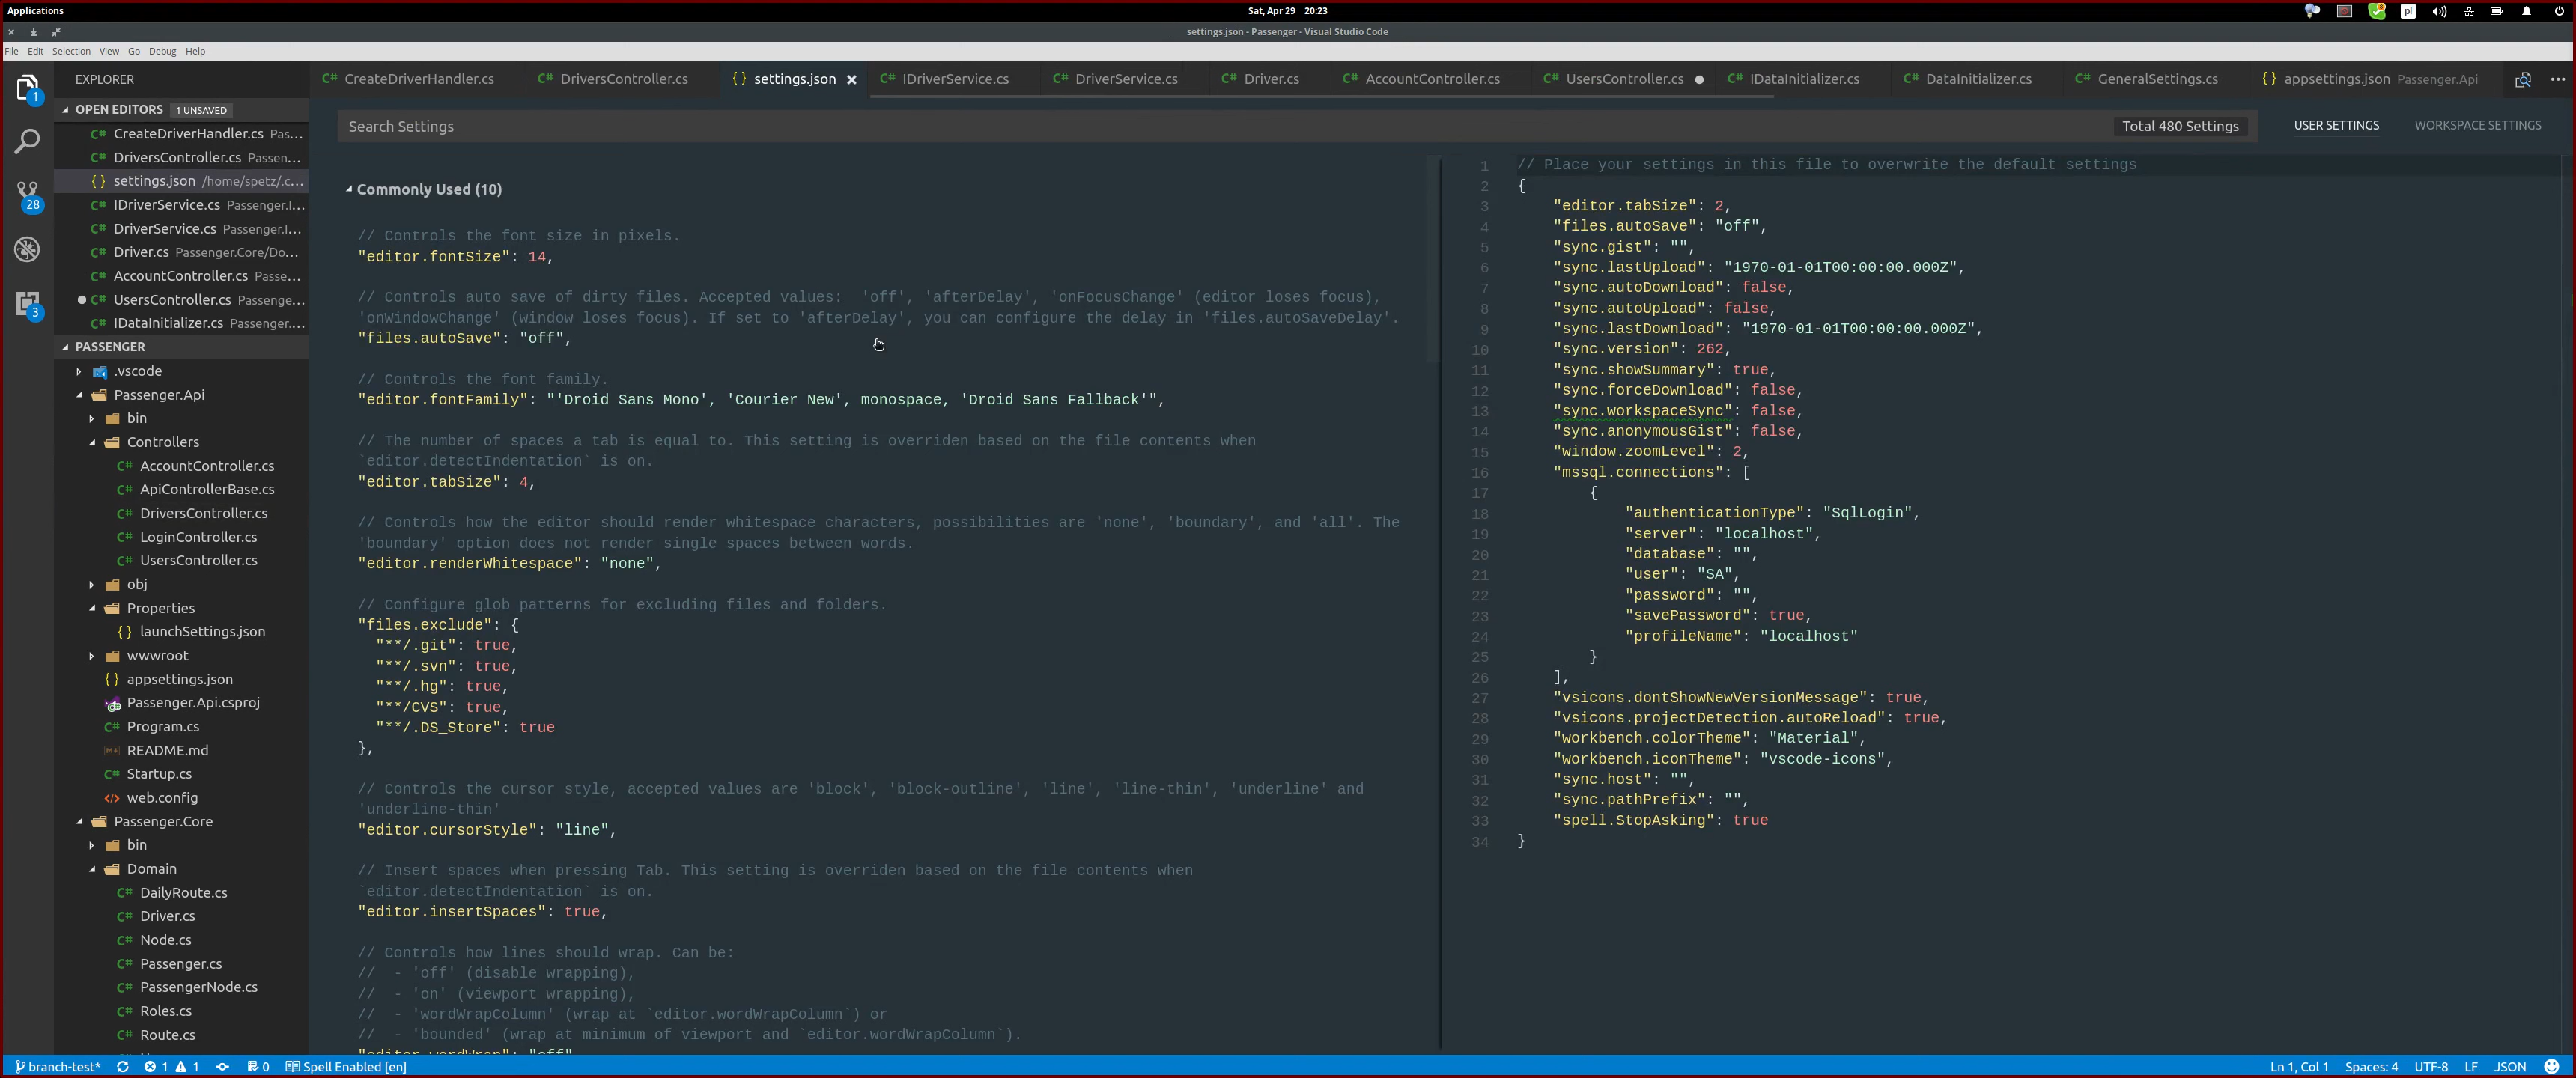 Applications
Sat, Apr 29 20:23
pl
settings.json - Passenger - Visual Studio Code
File Edit Selection View Go Debug Help
EXPLORER
CreateDriverHandler.cs
DriversController.cs
settings.json
IDriverService.cs
DriverService.cs
Driver.cs
AccountController.cs
UsersController.cs
IDataInitializer.cs
DataInitializer.cs
GeneralSettings.cs
appsettings.json Passenger.Api
1
28
3
OPEN EDITORS 1 UNSAVED
C# CreateDriverHandler.cs Pas...
C# DriversController.cs Passen...
{} settings.json /home/spetz/.c...
C# IDriverService.cs Passenger.I...
C# DriverService.cs Passenger.I...
C# Driver.cs Passenger.Core/Do...
C# AccountController.cs Passe...
C# UsersController.cs Passenge...
C# IDataInitializer.cs Passenger....
PASSENGER
.vscode
Passenger.Api
bin
Controllers
C# AccountController.cs
C# ApiControllerBase.cs
C# DriversController.cs
C# LoginController.cs
C# UsersController.cs
obj
Properties
{} launchSettings.json
wwwroot
{} appsettings.json
Passenger.Api.csproj
C# Program.cs
README.md
C# Startup.cs
web.config
Passenger.Core
bin
Domain
C# DailyRoute.cs
C# Driver.cs
C# Node.cs
C# Passenger.cs
C# PassengerNode.cs
C# Roles.cs
C# Route.cs
Search Settings
Total 480 Settings
USER SETTINGS
WORKSPACE SETTINGS
Commonly Used (10)
// Controls the font size in pixels.
"editor.fontSize": 14,
// Controls auto save of dirty files. Accepted values:  'off', 'afterDelay', 'onFocusChange' (editor loses focus),
'onWindowChange' (window loses focus). If set to 'afterDelay', you can configure the delay in 'files.autoSaveDelay'.
"files.autoSave": "off",
// Controls the font family.
"editor.fontFamily": "'Droid Sans Mono', 'Courier New', monospace, 'Droid Sans Fallback'",
// The number of spaces a tab is equal to. This setting is overriden based on the file contents when
`editor.detectIndentation` is on.
"editor.tabSize": 4,
// Controls how the editor should render whitespace characters, possibilities are 'none', 'boundary', and 'all'. The
'boundary' option does not render single spaces between words.
"editor.renderWhitespace": "none",
// Configure glob patterns for excluding files and folders.
"files.exclude": {
"**/.git": true,
"**/.svn": true,
"**/.hg": true,
"**/CVS": true,
"**/.DS_Store": true
},
// Controls the cursor style, accepted values are 'block', 'block-outline', 'line', 'line-thin', 'underline' and
'underline-thin'
"editor.cursorStyle": "line",
// Insert spaces when pressing Tab. This setting is overriden based on the file contents when
`editor.detectIndentation` is on.
"editor.insertSpaces": true,
// Controls how lines should wrap. Can be:
//  - 'off' (disable wrapping),
//  - 'on' (viewport wrapping),
//  - 'wordWrapColumn' (wrap at `editor.wordWrapColumn`) or
//  - 'bounded' (wrap at minimum of viewport and `editor.wordWrapColumn`).
"editor.wordWrap": "off"
1 // Place your settings in this file to overwrite the default settings
2 {
3 "editor.tabSize": 2,
4 "files.autoSave": "off",
5 "sync.gist": "",
6 "sync.lastUpload": "1970-01-01T00:00:00.000Z",
7 "sync.autoDownload": false,
8 "sync.autoUpload": false,
9 "sync.lastDownload": "1970-01-01T00:00:00.000Z",
10 "sync.version": 262,
11 "sync.showSummary": true,
12 "sync.forceDownload": false,
13 "sync.workspaceSync": false,
14 "sync.anonymousGist": false,
15 "window.zoomLevel": 2,
16 "mssql.connections": [
17 {
18 "authenticationType": "SqlLogin",
19 "server": "localhost",
20 "database": "",
21 "user": "SA",
22 "password": "",
23 "savePassword": true,
24 "profileName": "localhost"
25 }
26 ],
27 "vsicons.dontShowNewVersionMessage": true,
28 "vsicons.projectDetection.autoReload": true,
29 "workbench.colorTheme": "Material",
30 "workbench.iconTheme": "vscode-icons",
31 "sync.host": "",
32 "sync.pathPrefix": "",
33 "spell.StopAsking": true
34 }
branch-test* 1 1 0 Spell Enabled [en]
Ln 1, Col 1 Spaces: 4 UTF-8 LF JSON